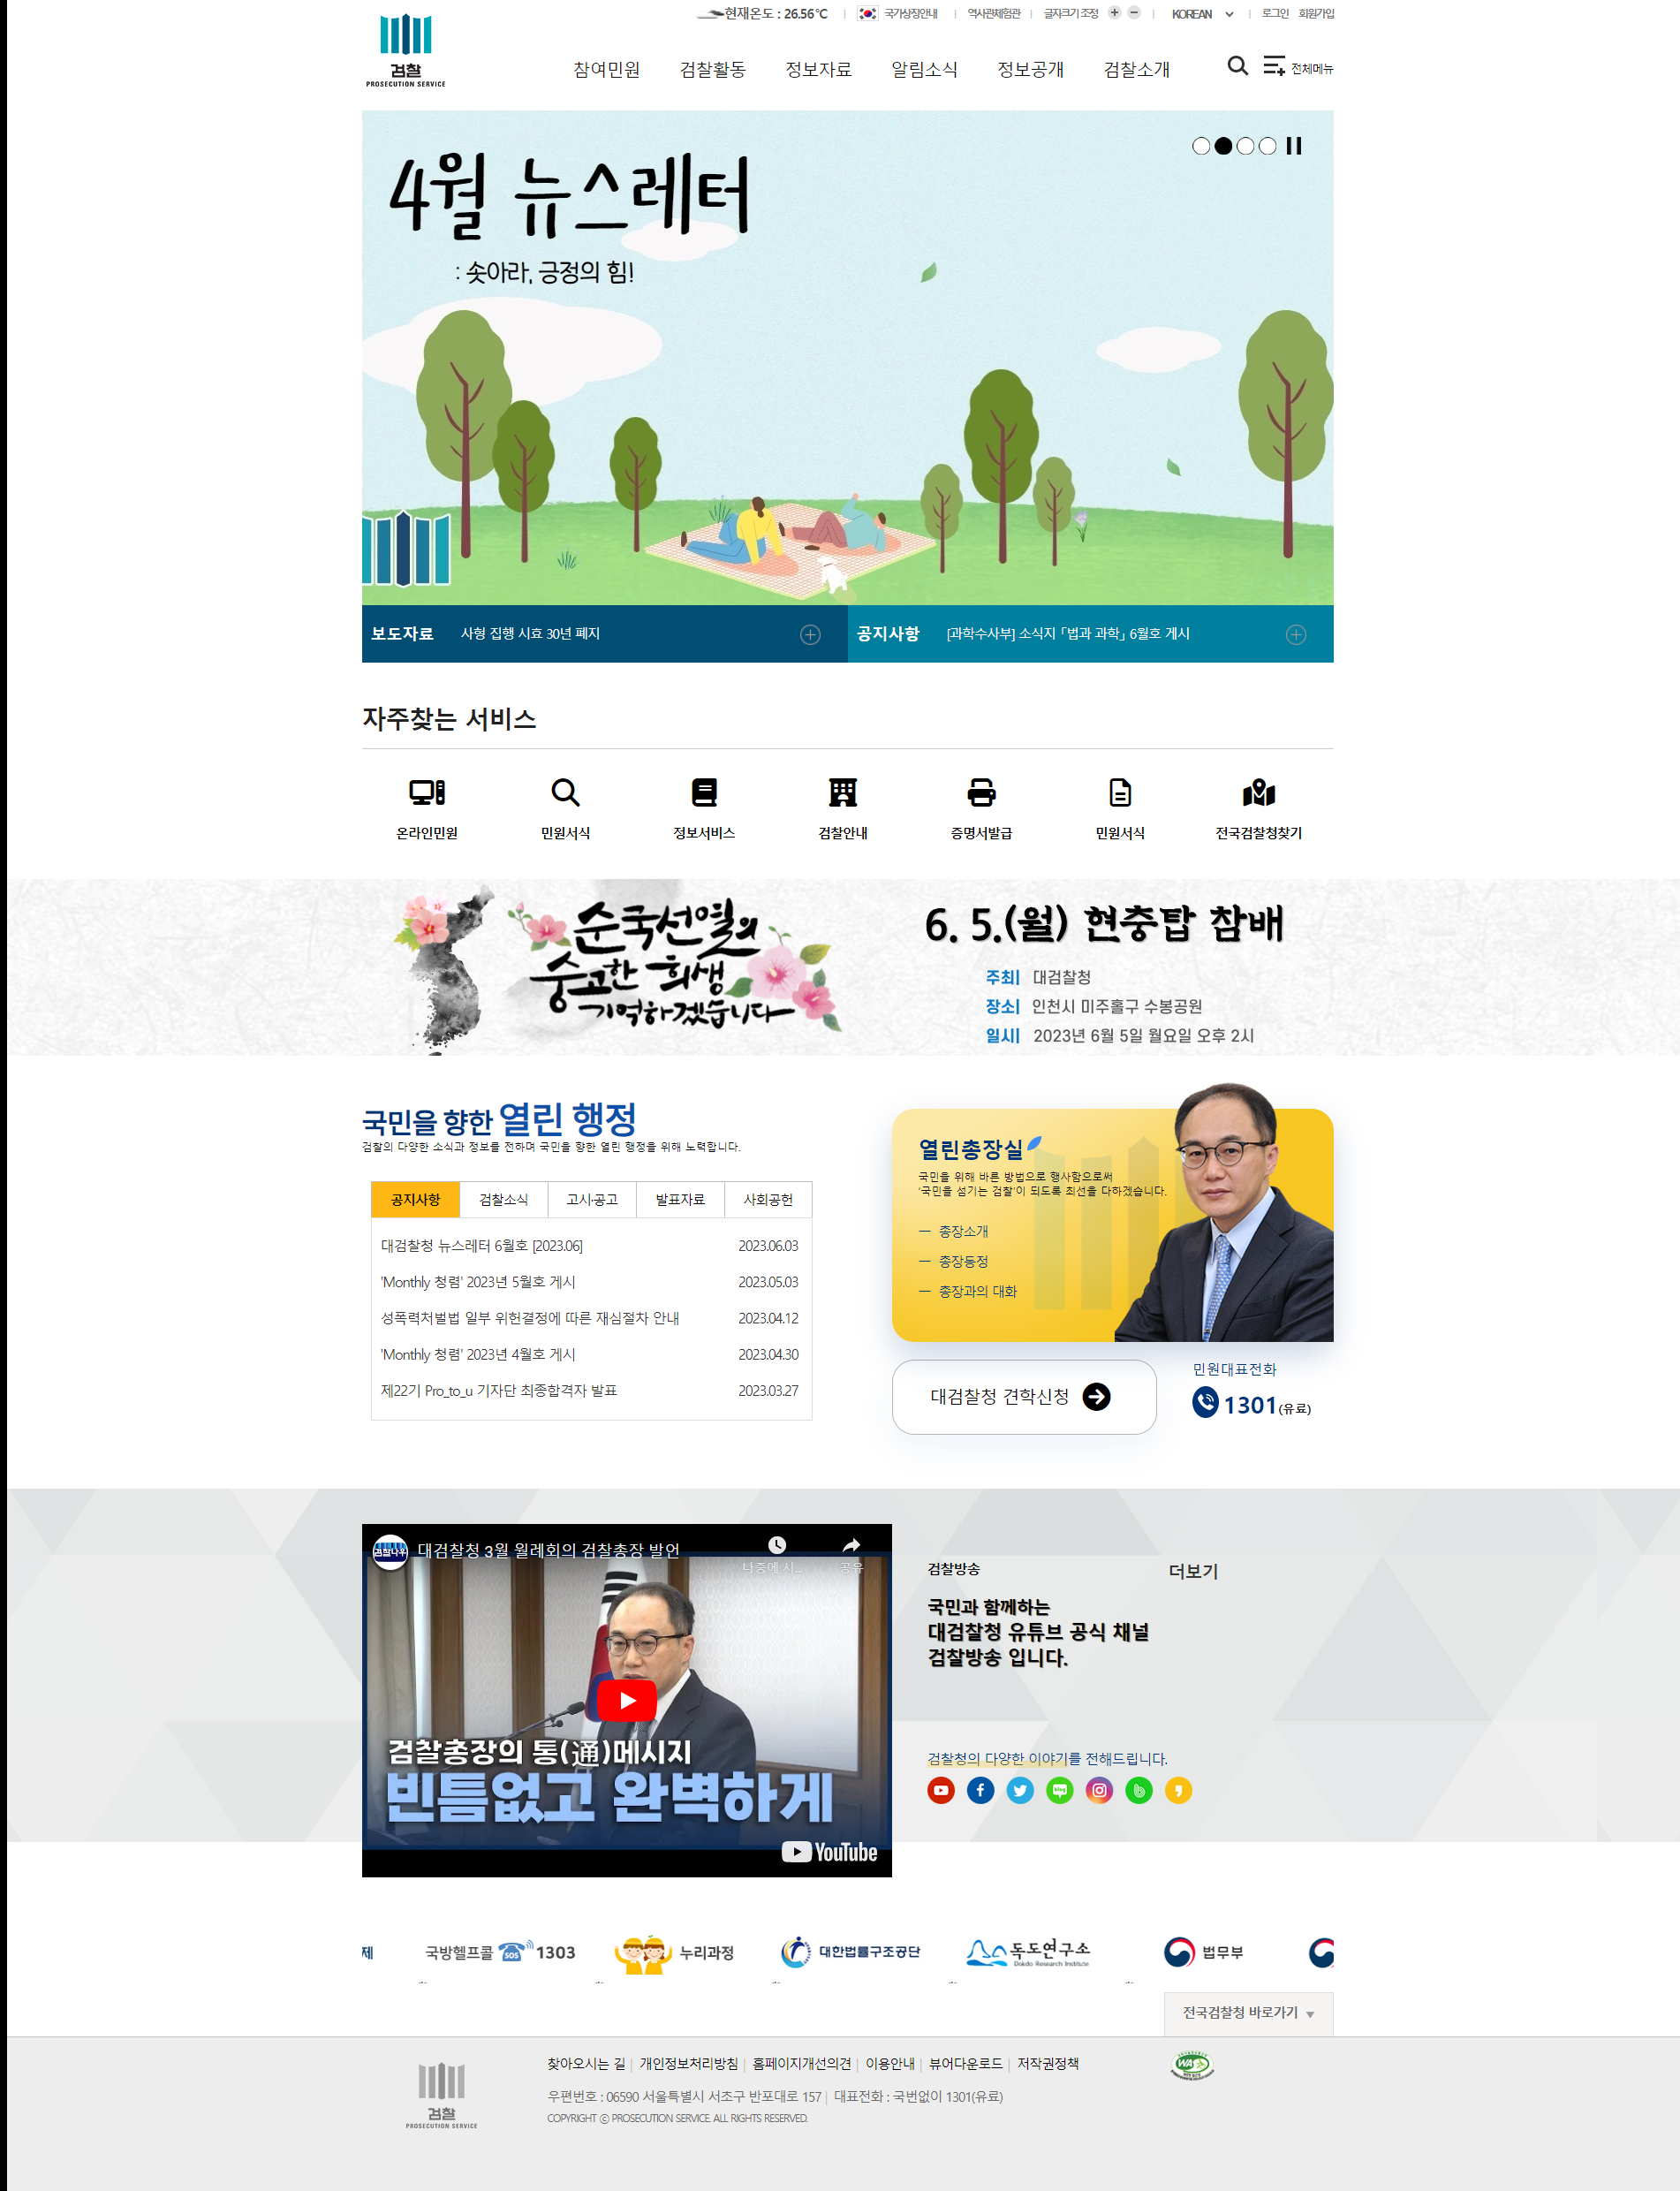 현재온도 : 26.56℃
국가상징안내
역사관체험관
글자크기 조정
KOREAN
로그인
회원가입
검찰
PROSECUTION SERVICE
참여민원
검찰활동
정보자료
알림소식
정보공개
검찰소개
전체메뉴
4월 뉴스레터
: 솟아라, 긍정의 힘!
보도자료
사형 집행 시효 30년 폐지
공지사항
[과학수사부] 소식지 「법과 과학」 6월호 게시
자주찾는 서비스
온라인민원
민원서식
정보서비스
검찰안내
증명서발급
민원서식
전국검찰청찾기
순국선열의
숭고한 희생
기억하겠습니다
6. 5.(월) 현충탑 참배
주최| 대검찰청
장소| 인천시 미주홀구 수봉공원
일시| 2023년 6월 5일 월요일 오후 2시
국민을 향한 열린 행정
검찰의 다양한 소식과 정보를 전하며 국민을 향한 열린 행정을 위해 노력합니다.
공지사항
검찰소식
고시·공고
발표자료
사회공헌
대검찰청 뉴스레터 6월호 [2023.06] 2023.06.03
'Monthly 청렴' 2023년 5월호 게시 2023.05.03
성폭력처벌법 일부 위헌결정에 따른 재심절차 안내 2023.04.12
'Monthly 청렴' 2023년 4월호 게시 2023.04.30
제22기 Pro_to_u 기자단 최종합격자 발표 2023.03.27
열린총장실
국민을 위해 바른 방법으로 행사함으로써
'국민을 섬기는 검찰'이 되도록 최선을 다하겠습니다.
총장소개
총장동정
총장과의 대화
대검찰청 견학신청
민원대표전화
1301(유료)
검찰나우
대검찰청 3월 월례회의 검찰총장 발언
나중에 시...
공유
검찰총장의 통(通)메시지
빈틈없고 완벽하게
YouTube
검찰방송
더보기
국민과 함께하는
대검찰청 유튜브 공식 채널
검찰방송 입니다.
검찰청의 다양한 이야기를 전해드립니다.
blog
제
국방헬프콜 SOS 1303
누리과정
대한법률구조공단
독도연구소
Dokdo Research Institute
법무부
전국검찰청 바로가기
검찰
PROSECUTION SERVICE
찾아오시는 길 | 개인정보처리방침 | 홈페이지개선의견 | 이용안내 | 뷰어다운로드 | 저작권정책
우편번호 : 06590 서울특별시 서초구 반포대로 157 | 대표전화 : 국번없이 1301(유료)
COPYRIGHT ⓒ PROSECUTION SERVICE. ALL RIGHTS RESERVED.
WA